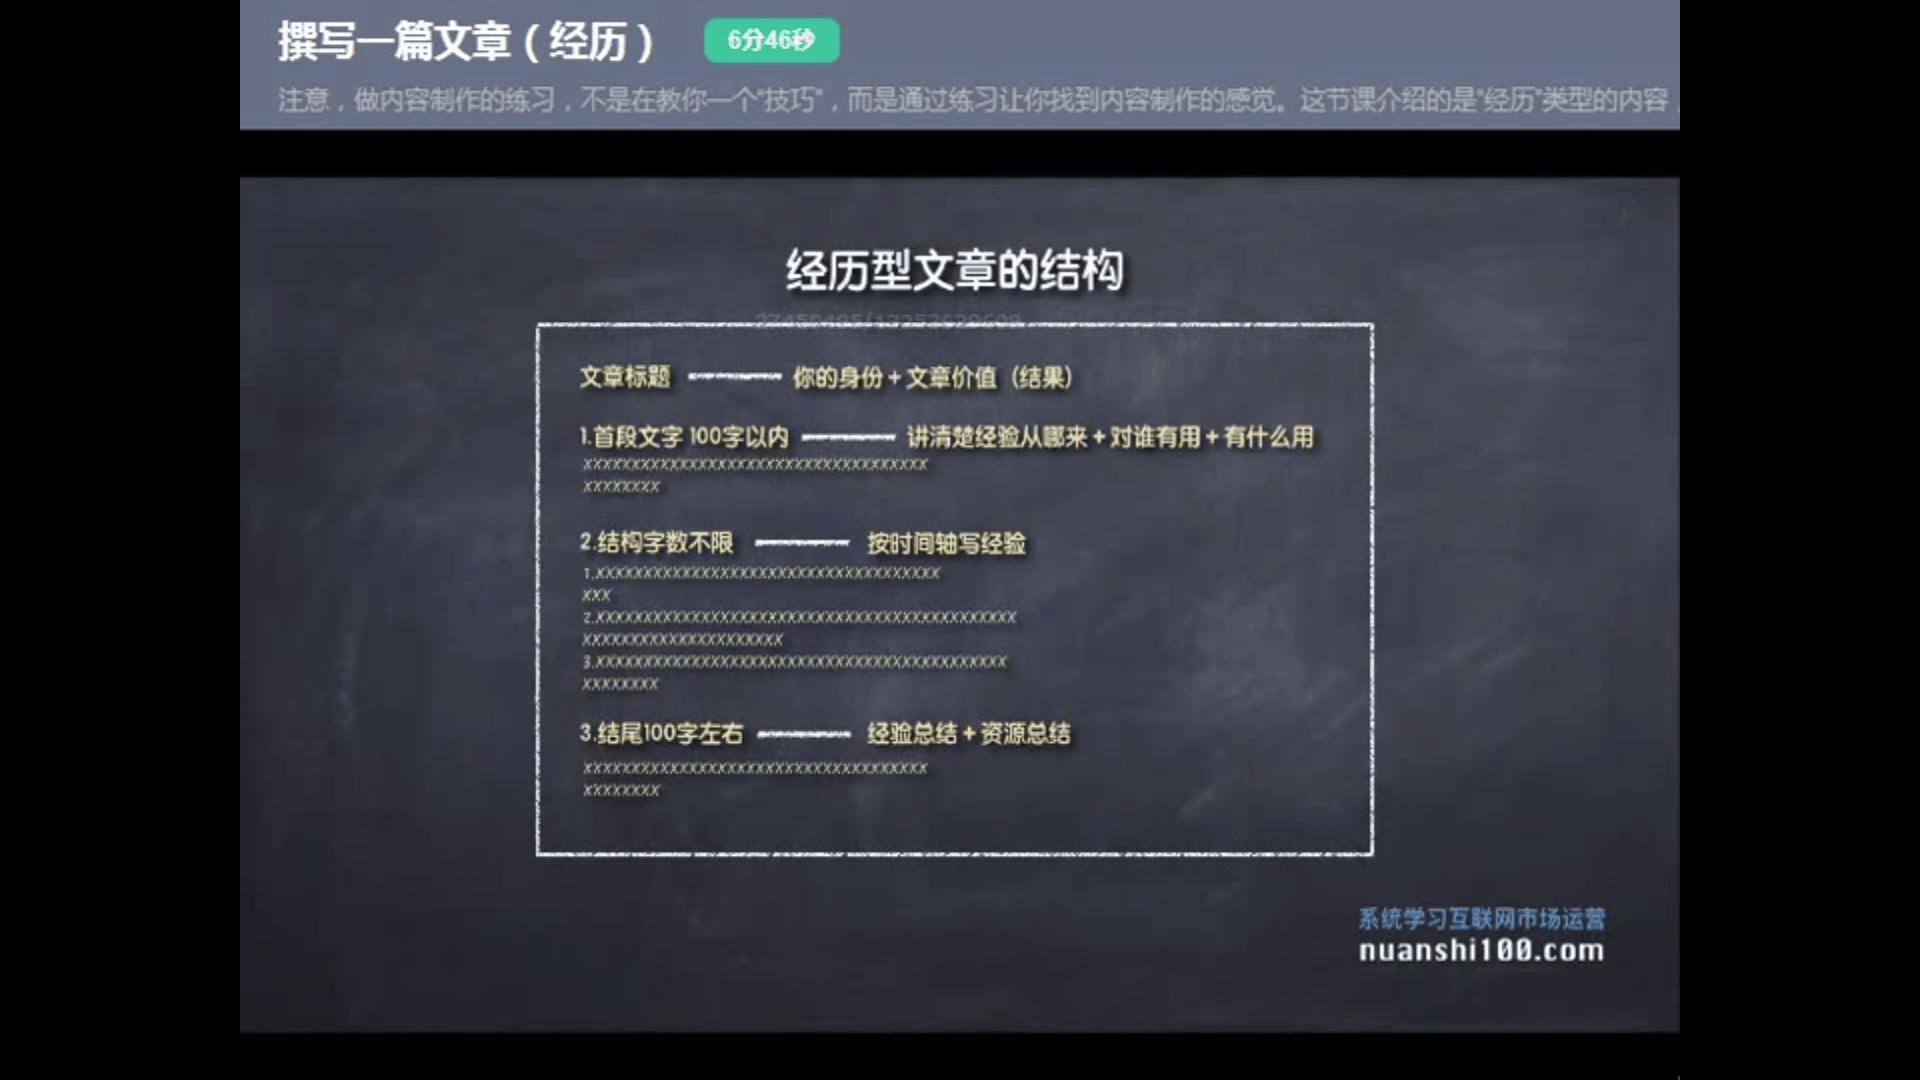 撰写一篇文章（经历） 6分46秒
注意，做内容制作的练习，不是在教你一个“技巧”，而是通过练习让你找到内容制作的感觉。这节课介绍的是“经历”类型的内容，
经历型文章的结构
文章标题 —— 你的身份 + 文章价值（结果）
1.首段文字 100字以内 —— 讲清楚经验从哪来 + 对谁有用 + 有什么用
xxxxxxxxxxxxxxxxxxxxxxxxxxxxxxxxxxxx
xxxxxxxx
2.结构字数不限 —— 按时间轴写经验
1.xxxxxxxxxxxxxxxxxxxxxxxxxxxxxxxxxxxx
xxx
2.xxxxxxxxxxxxxxxxxxxxxxxxxxxxxxxxxxxxxxxxxxxx
xxxxxxxxxxxxxxxxxxxxx
3.xxxxxxxxxxxxxxxxxxxxxxxxxxxxxxxxxxxxxxxxxxx
xxxxxxxx
3.结尾100字左右 —— 经验总结 + 资源总结
xxxxxxxxxxxxxxxxxxxxxxxxxxxxxxxxxxxx
xxxxxxxx
系统学习互联网市场运营
nuanshi100.com